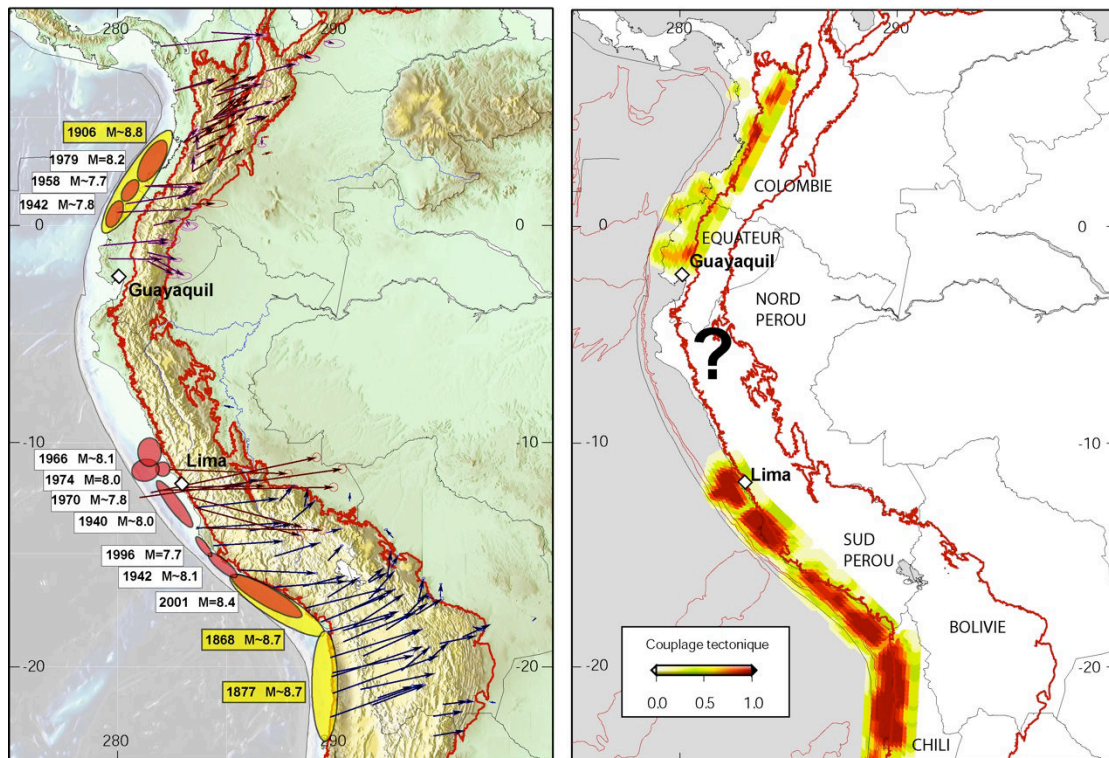 280
290
1906 M~8.8
1979 M=8.2
1958 M~7.7
1942 M~7.8
0
Guayaquil
-10
1966 M~8.1
1974 M=8.0
1970 M~7.8
1940 M~8.0
Lima
1996 M=7.7
1942 M~8.1
2001 M=8.4
1868 M~8.7
-20
1877 M~8.7
280
290
280
290
COLOMBIE
0
0
EQUATEUR
Guayaquil
NORD
PEROU
?
-10
-10
Lima
SUD
PEROU
BOLIVIE
Couplage tectonique
0.0 0.5 1.0
-20
-20
CHILI
280
290